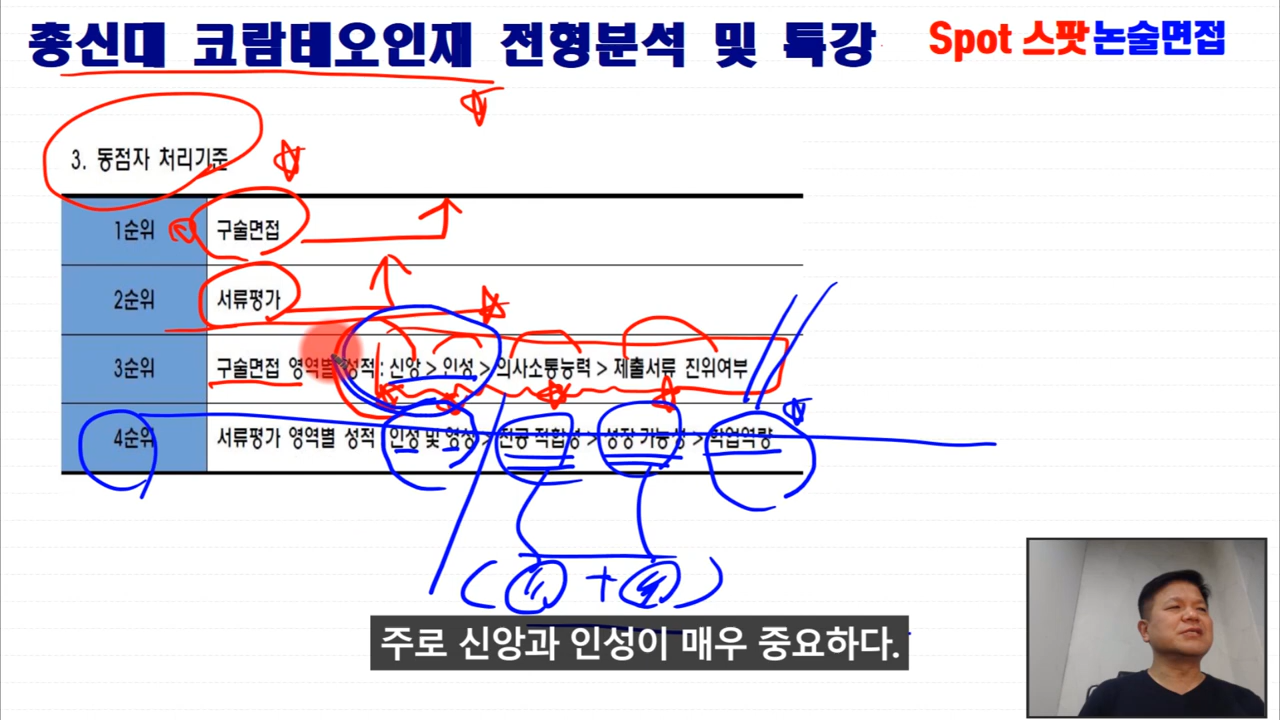 총신대 코람테오인재 전형분석 및 특강
Spot 스팟 논술면접
3. 동점자 처리기준
1순위 구술면접
2순위 서류평가
3순위 구술면접 영역별 성적 : 신앙 > 인성 > 의사소통능력 > 제출서류 진위여부
4순위 서류평가 영역별 성적 인성 및 영성 > 전공 적합성 > 성장 가능성 > 학업역량
( + )
주로 신앙과 인성이 매우 중요하다.